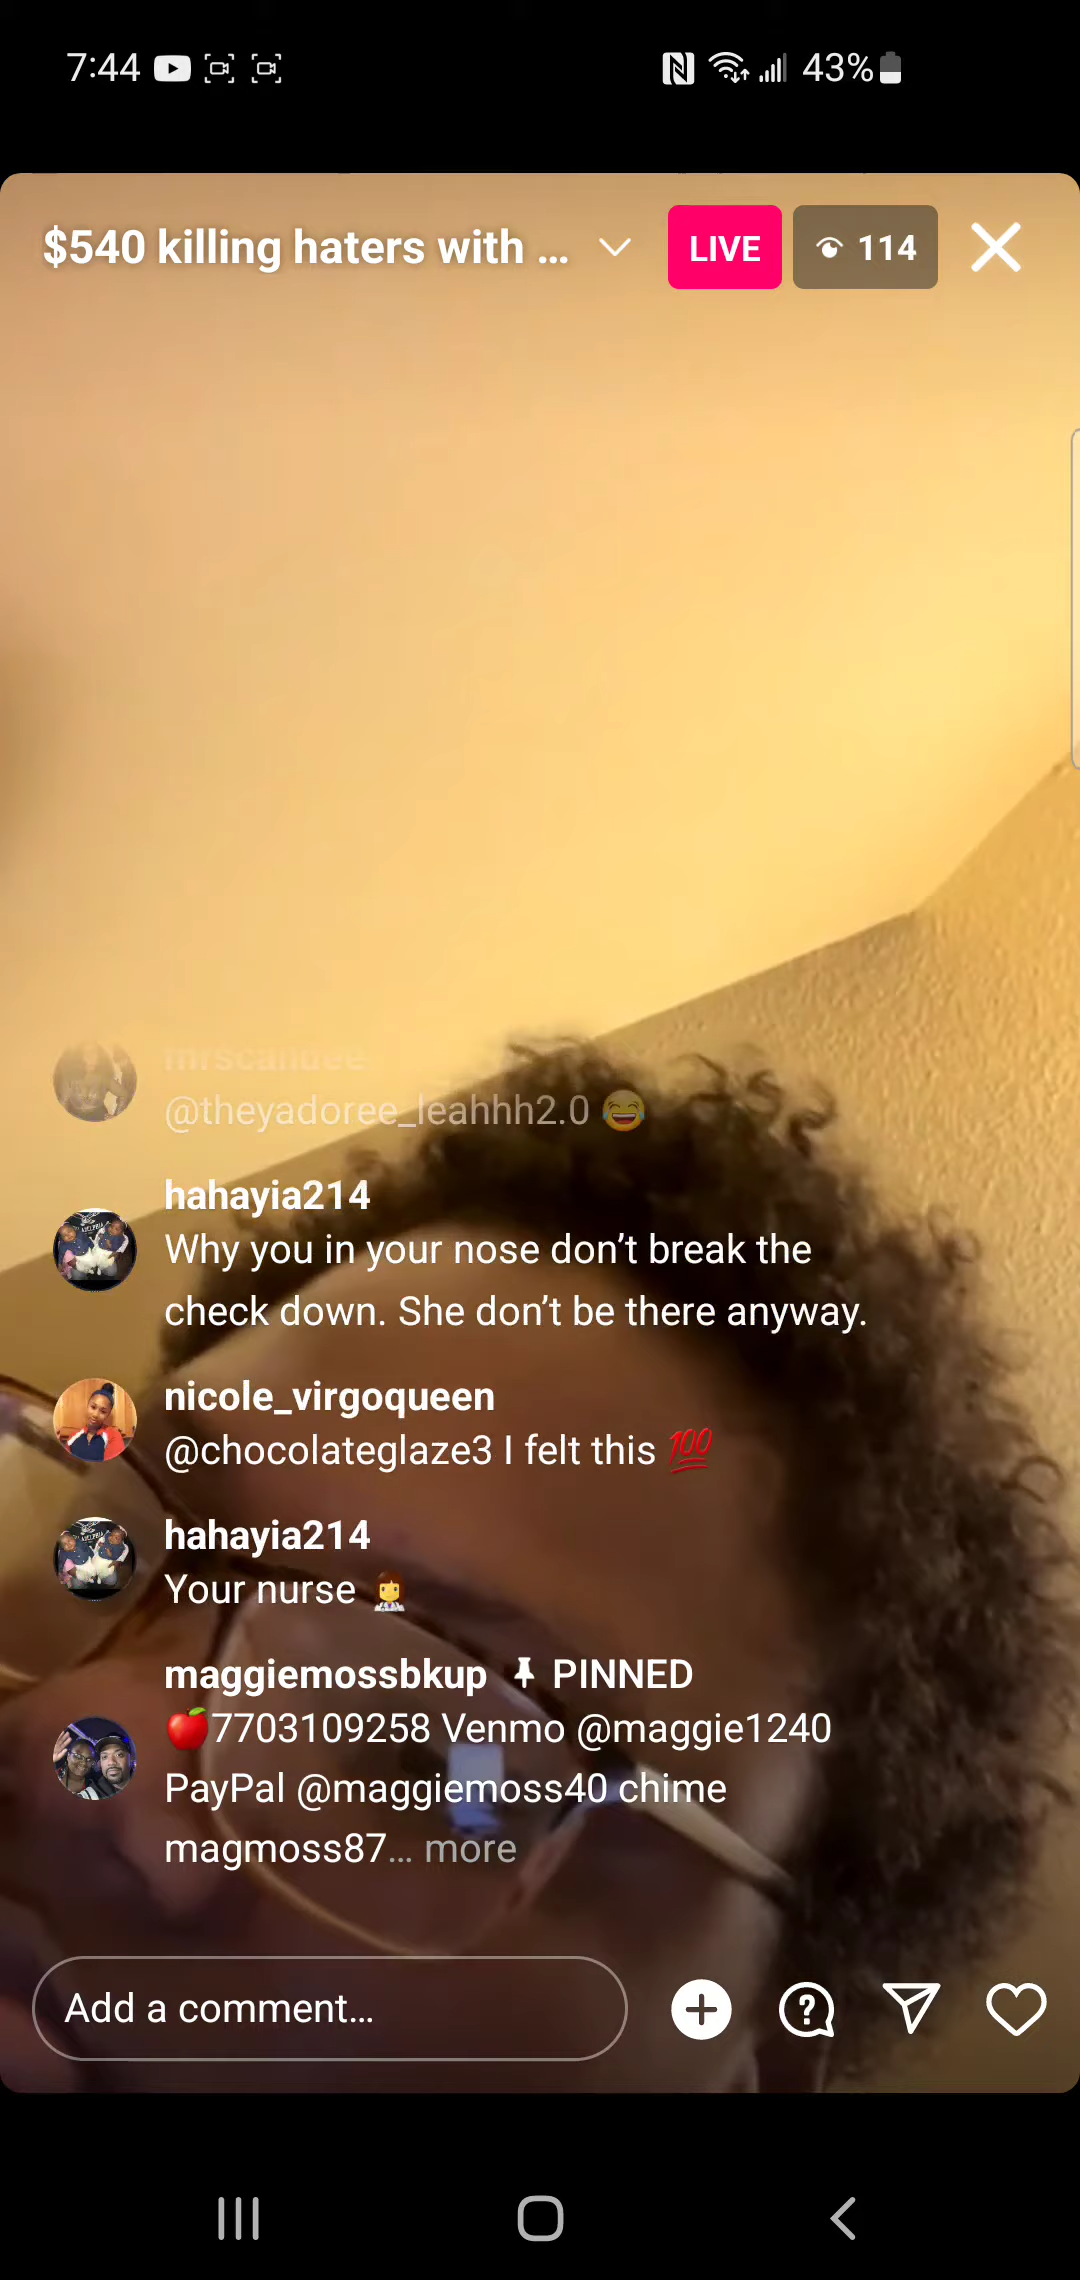 7:44
43%
$540 killing haters with ...
LIVE
114
mrscandee
@theyadoree_leahhh2.0 😂
hahayia214
Why you in your nose don’t break the
check down. She don’t be there anyway.
nicole_virgoqueen
@chocolateglaze3 I felt this 💯
hahayia214
Your nurse 👩‍⚕️
maggiemossbkup PINNED
🍎7703109258 Venmo @maggie1240
PayPal @maggiemoss40 chime
magmoss87... more
Add a comment...